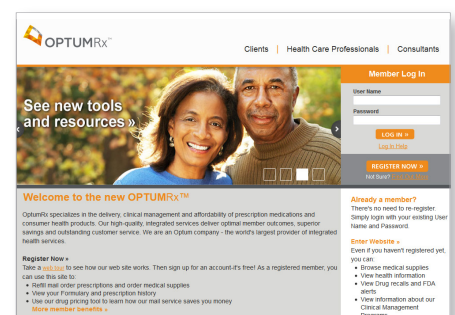 OPTUMRx™
Clients | Health Care Professionals | Consultants
Member Log In
User Name
Password
LOG IN »
Log In Help
REGISTER NOW »
Not Sure?
See new tools
and resources »
Welcome to the new OPTUMRx™
OptumRx specializes in the delivery, clinical management and affordability of prescription medications and
consumer health products. Our high-quality, integrated services deliver optimal member outcomes, superior
savings and outstanding customer service. We are an Optum company - the world's largest provider of integrated
health services.
Register Now »
Take a web tour to see how our web site works. Then sign up for an account-it's free! As a registered member, you
can use this site to:
• Refill mail order prescriptions and order medical supplies
• View your Formulary and prescription history
• Use our drug pricing tool to learn how our mail service saves you money
More member benefits »
Already a member?
There's no need to re-register.
Simply login with your existing User
Name and Password.
Enter Website »
Even if you haven't registered yet,
you can:
• Browse medical supplies
• View health information
• View Drug recalls and FDA
alerts
• View information about our
Clinical Management
Programs